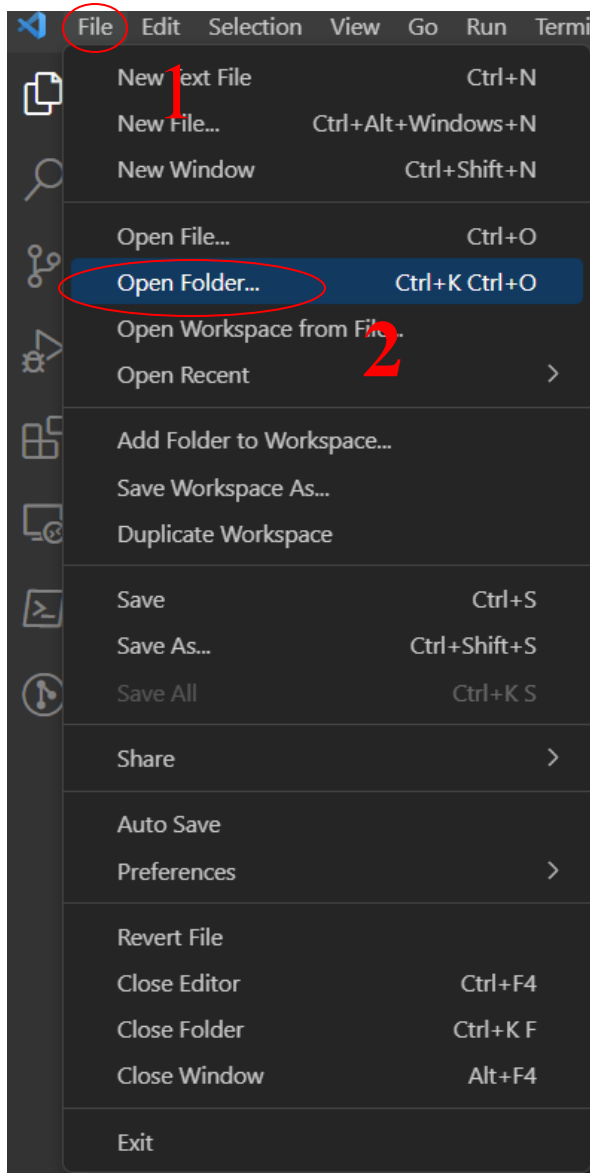 File Edit Selection View Go Run Termi
1
New Text File Ctrl+N
New File... Ctrl+Alt+Windows+N
New Window Ctrl+Shift+N
Open File... Ctrl+O
Open Folder... Ctrl+K Ctrl+O
2
Open Workspace from File...
Open Recent
Add Folder to Workspace...
Save Workspace As...
Duplicate Workspace
Save Ctrl+S
Save As... Ctrl+Shift+S
Save All Ctrl+K S
Share
Auto Save
Preferences
Revert File
Close Editor Ctrl+F4
Close Folder Ctrl+K F
Close Window Alt+F4
Exit